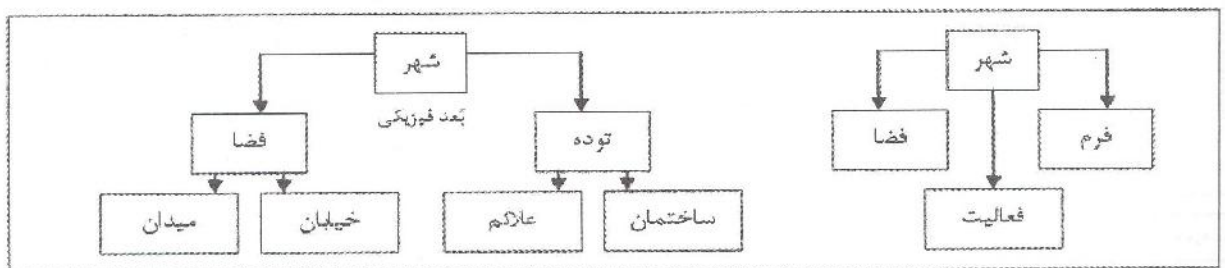 شهر
فرم
فضا
فعالیت
شهر
بُعد فیزیکی
توده
فضا
ساختمان
علائم
خیابان
میدان